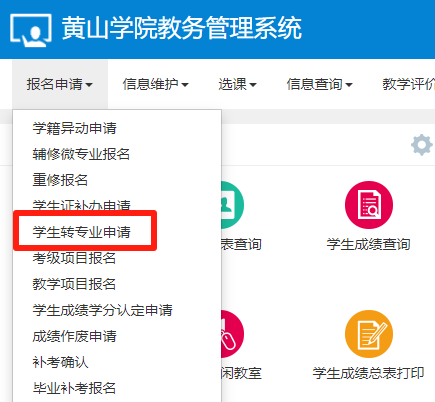 黄山学院教务管理系统
报名申请 信息维护 选课 信息查询 教学评价
学籍异动申请
辅修微专业报名
重修报名
学生证补办申请
学生转专业申请
考级项目报名
教学项目报名
学生成绩学分认定申请
成绩作废申请
补考确认
毕业补考报名
表查询 学生成绩查询
闲教室 学生成绩总表打印